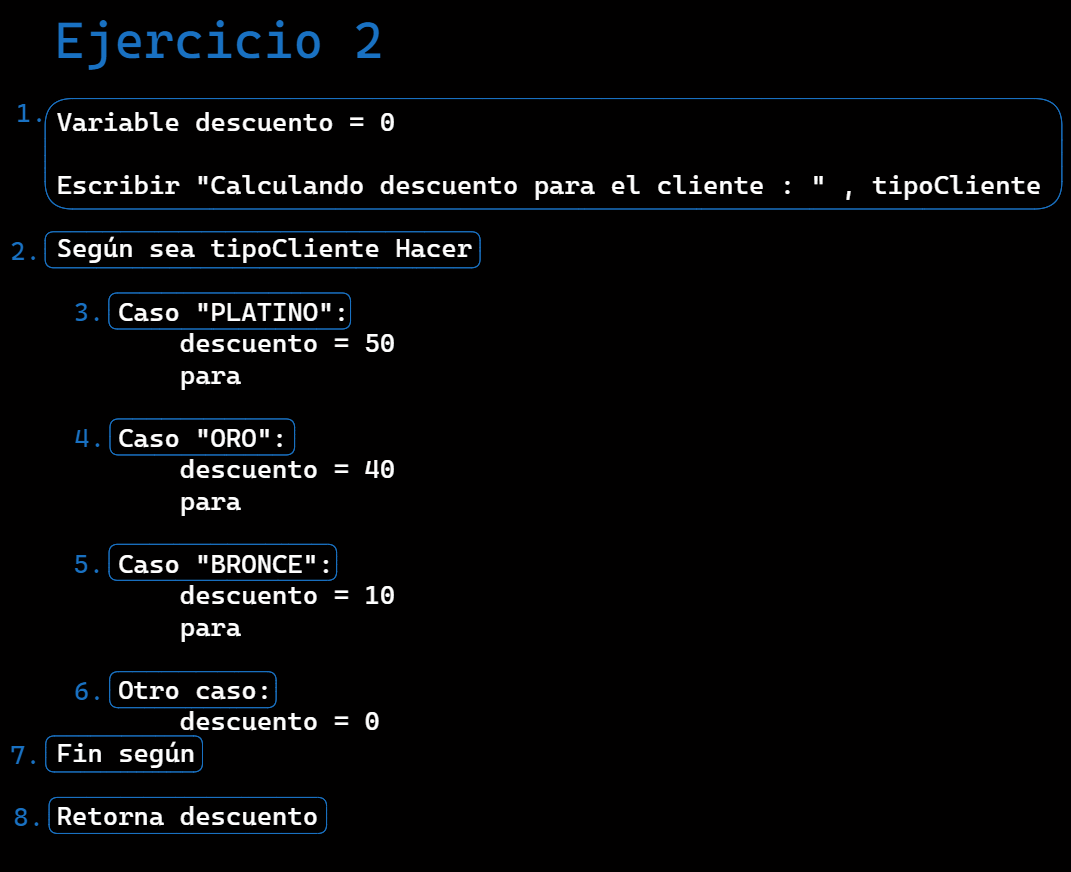 Ejercicio 2
1. Variable descuento = 0
Escribir "Calculando descuento para el cliente : " , tipoCliente
2. Según sea tipoCliente Hacer
3. Caso "PLATINO":
descuento = 50
para
4. Caso "ORO":
descuento = 40
para
5. Caso "BRONCE":
descuento = 10
para
6. Otro caso:
descuento = 0
7. Fin según
8. Retorna descuento